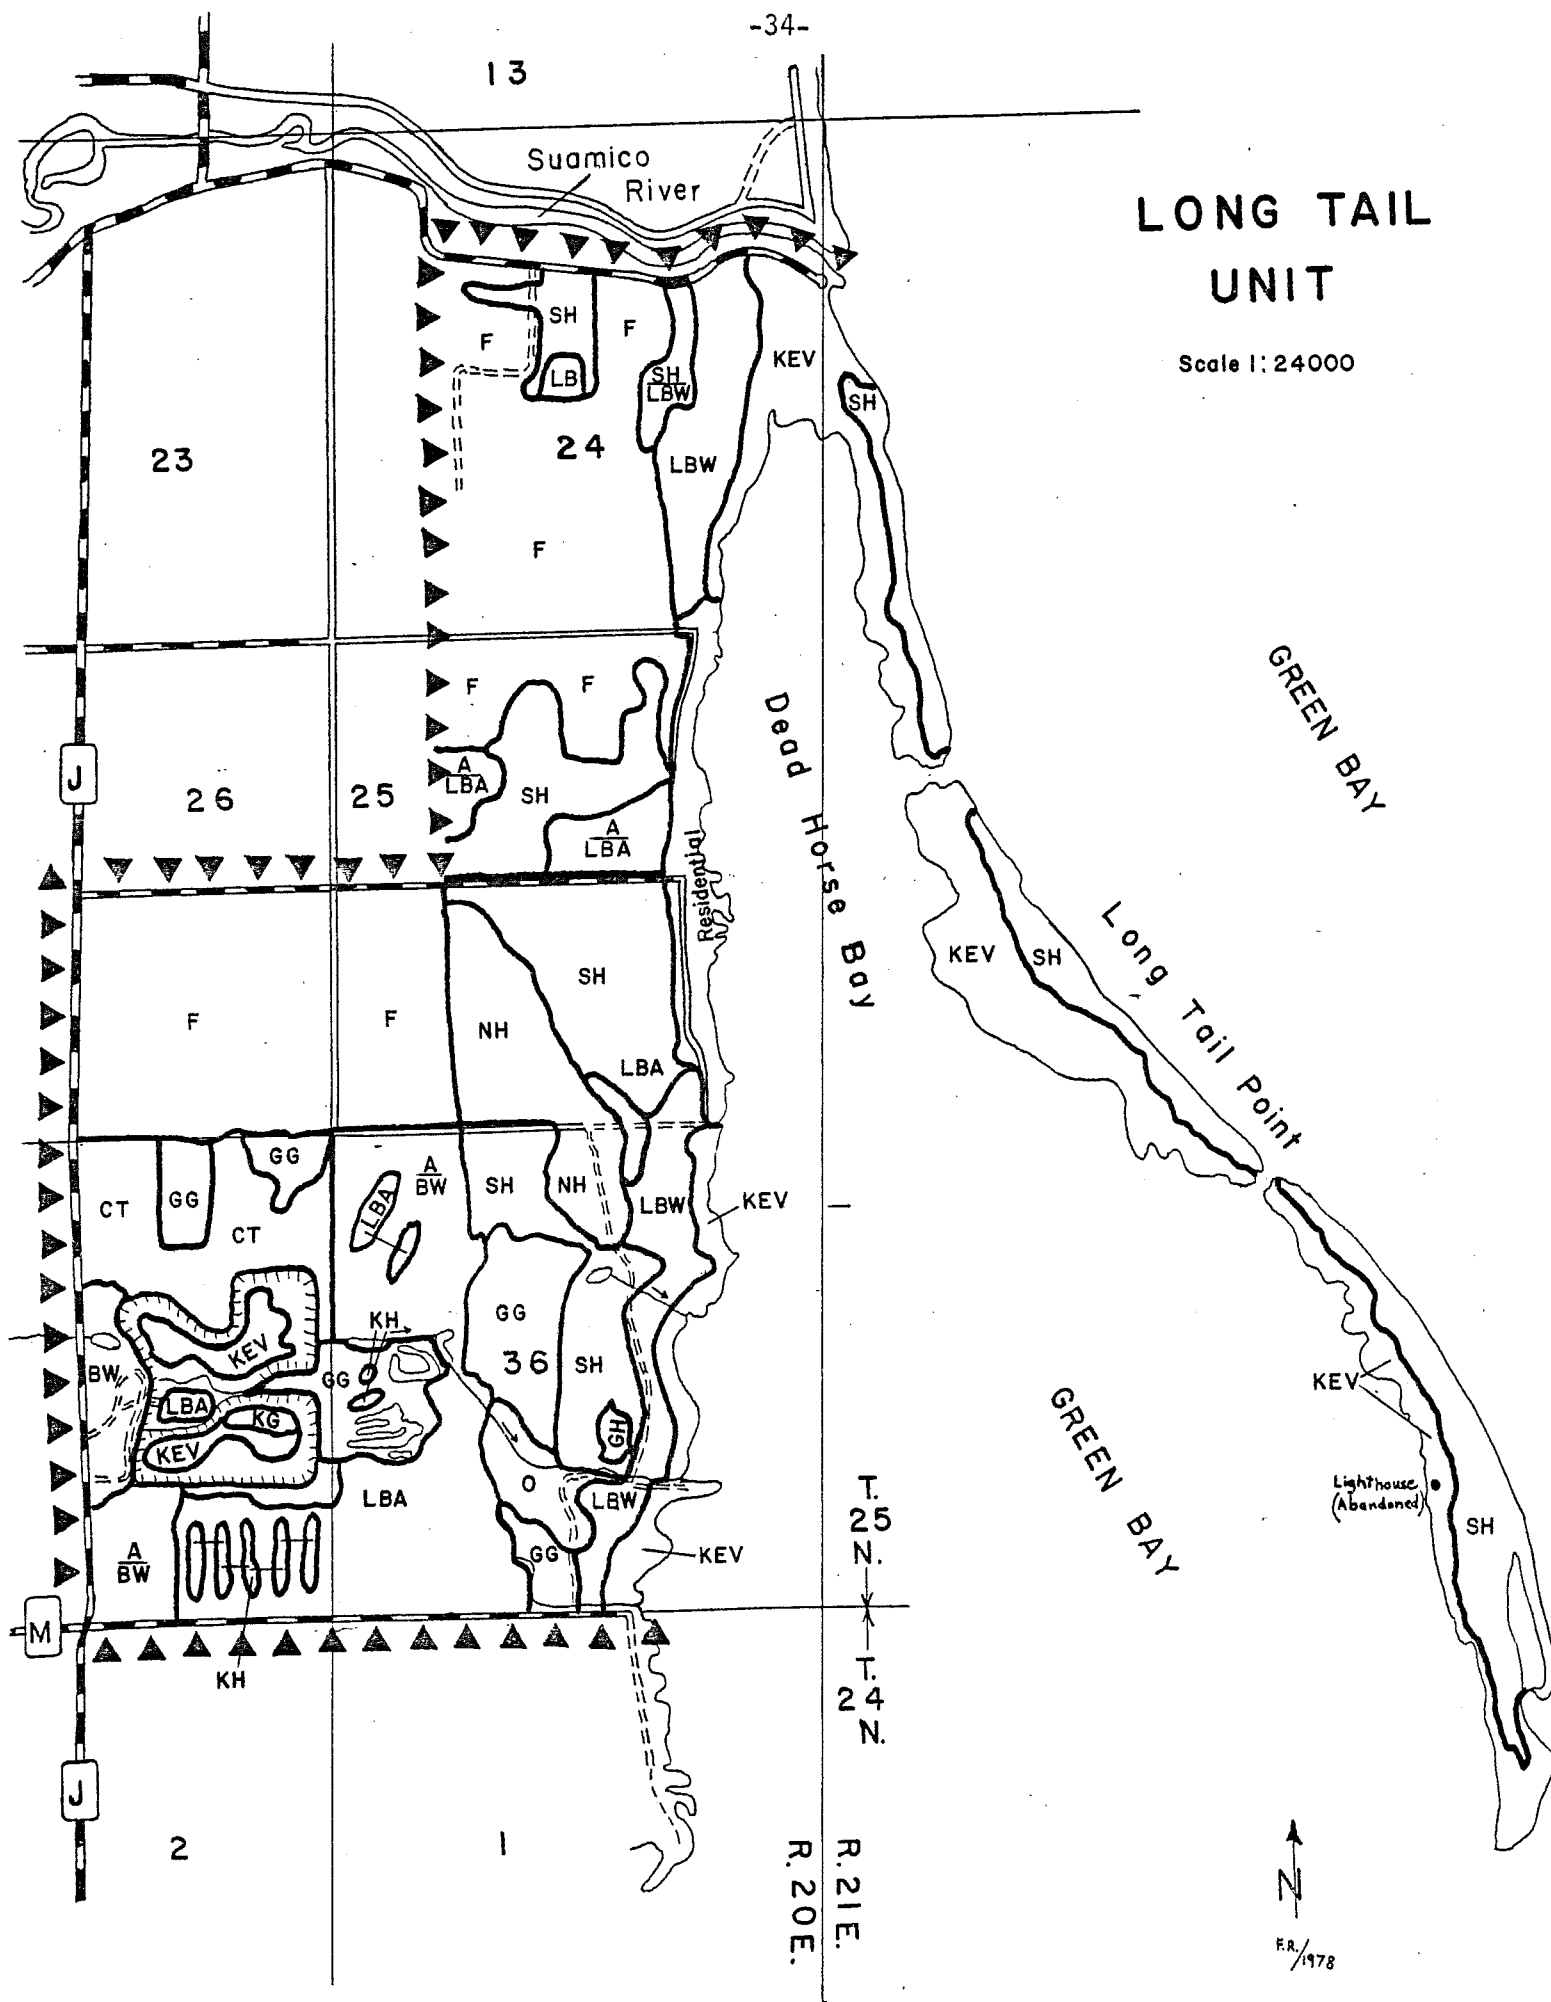 -34-
13
Suamico
River
LONG TAIL
UNIT
Scale 1:24000
SH
F
F
KEV
LB
SH
LBW
SH
24
23
LBW
F
GREEN BAY
F
F
Dead Horse Bay
J
A
LBA
26
25
SH
A
LBA
Residential
Long Tail Point
KEV
SH
SH
F
F
NH
LBA
GG
A
BW
CT
GG
LBA
SH
NH
LBW
KEV
CT
GG
KH
KEV
36
SH
BW
GG
KEV
LBA
KG
GREEN BAY
GH
KEV
O
LBA
LBW
Lighthouse
(Abandoned)
T.
25
N.
SH
A
BW
GG
KEV
M
KH
T.
24
N.
J
2
1
R. 20E.
R. 21E.
N
F.R./1978